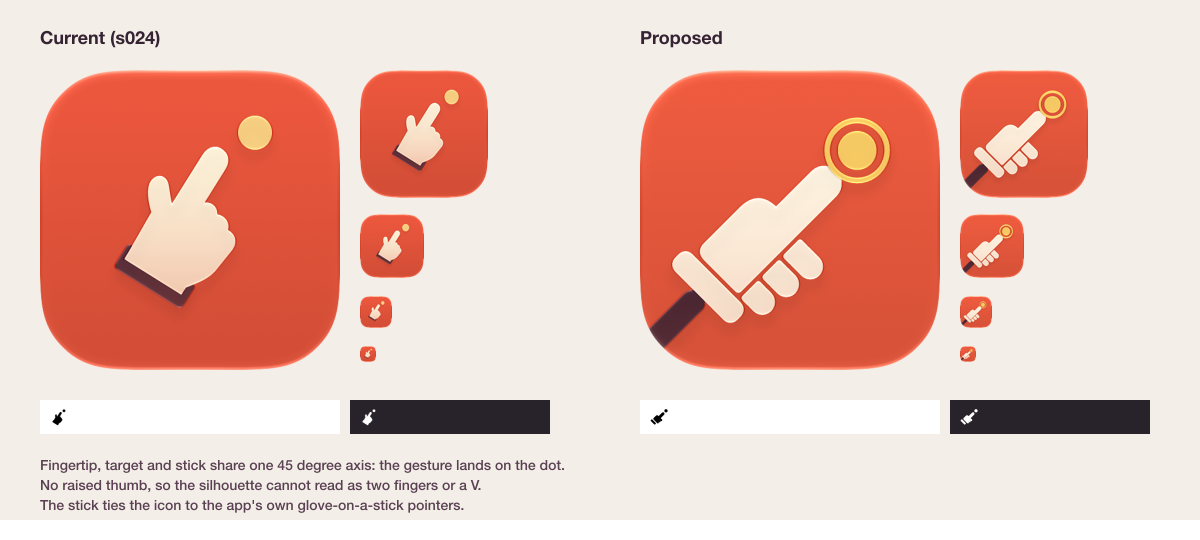 Current (s024)
Proposed
Fingertip, target and stick share one 45 degree axis: the gesture lands on the dot.
No raised thumb, so the silhouette cannot read as two fingers or a V.
The stick ties the icon to the app's own glove-on-a-stick pointers.